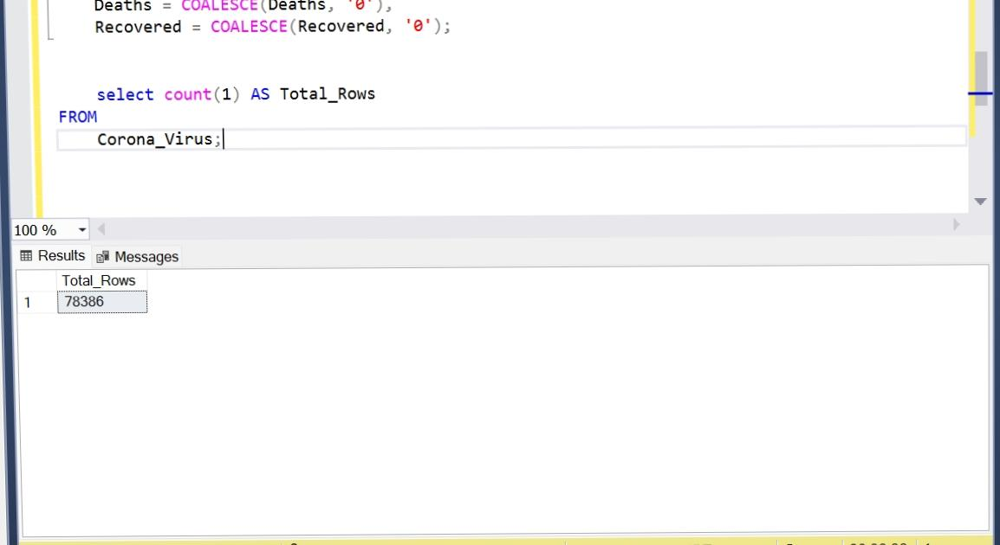 Deaths = COALESCE(Deaths, '0'),
Recovered = COALESCE(Recovered, '0');
select count(1) AS Total_Rows
FROM
Corona_Virus;
100 %
Results Messages
Total_Rows
1 78386